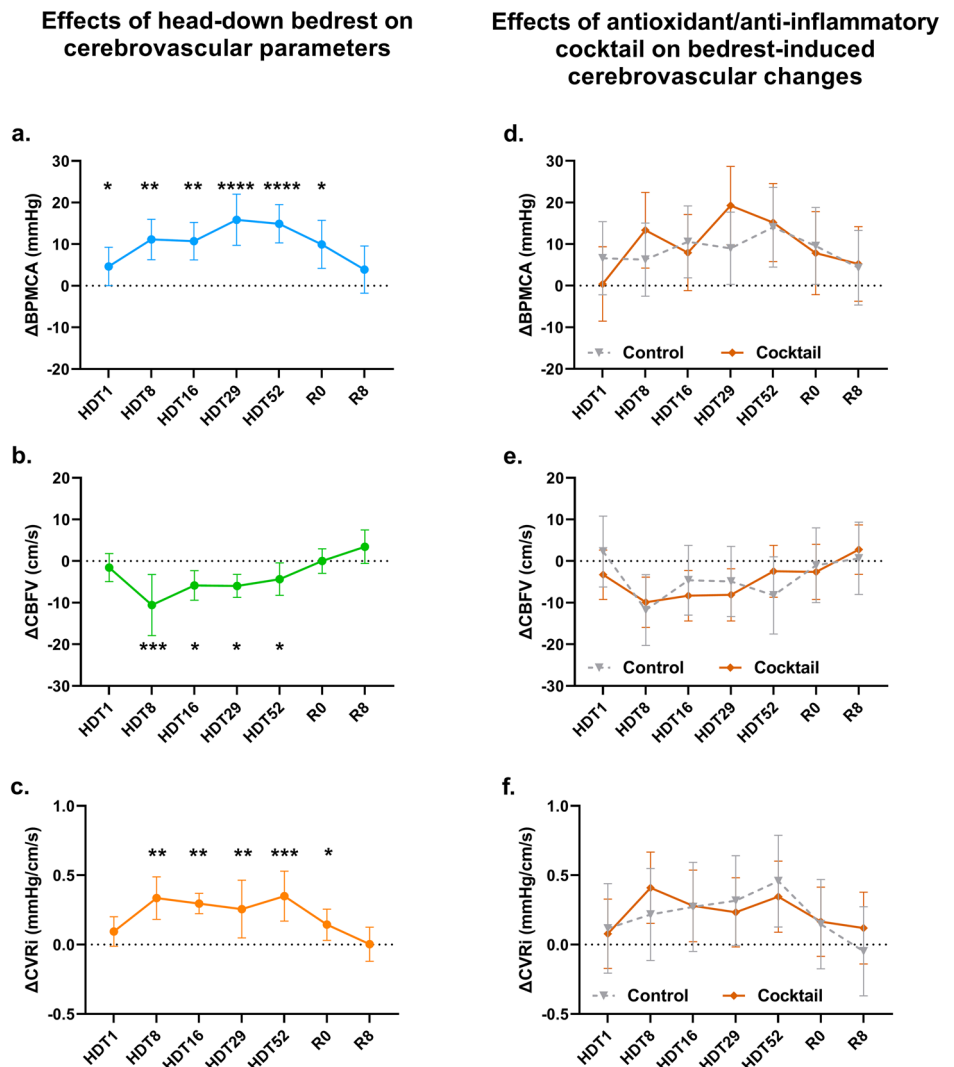 Effects of head-down bedrest on
cerebrovascular parameters
Effects of antioxidant/anti-inflammatory
cocktail on bedrest-induced
cerebrovascular changes
a.
ΔBPMCA (mmHg)
30
20
10
0
-10
-20
* ** ** **** **** *
HDT1 HDT8 HDT16 HDT29 HDT52 R0 R8
d.
ΔBPMCA (mmHg)
30
20
10
0
-10
-20
Control Cocktail
HDT1 HDT8 HDT16 HDT29 HDT52 R0 R8
b.
ΔCBFV (cm/s)
20
10
0
-10
-20
-30
*** * * *
HDT1 HDT8 HDT16 HDT29 HDT52 R0 R8
e.
ΔCBFV (cm/s)
20
10
0
-10
-20
-30
Control Cocktail
HDT1 HDT8 HDT16 HDT29 HDT52 R0 R8
c.
ΔCVRi (mmHg/cm/s)
1.0
0.5
0.0
-0.5
** ** ** *** *
HDT1 HDT8 HDT16 HDT29 HDT52 R0 R8
f.
ΔCVRi (mmHg/cm/s)
1.0
0.5
0.0
-0.5
Control Cocktail
HDT1 HDT8 HDT16 HDT29 HDT52 R0 R8